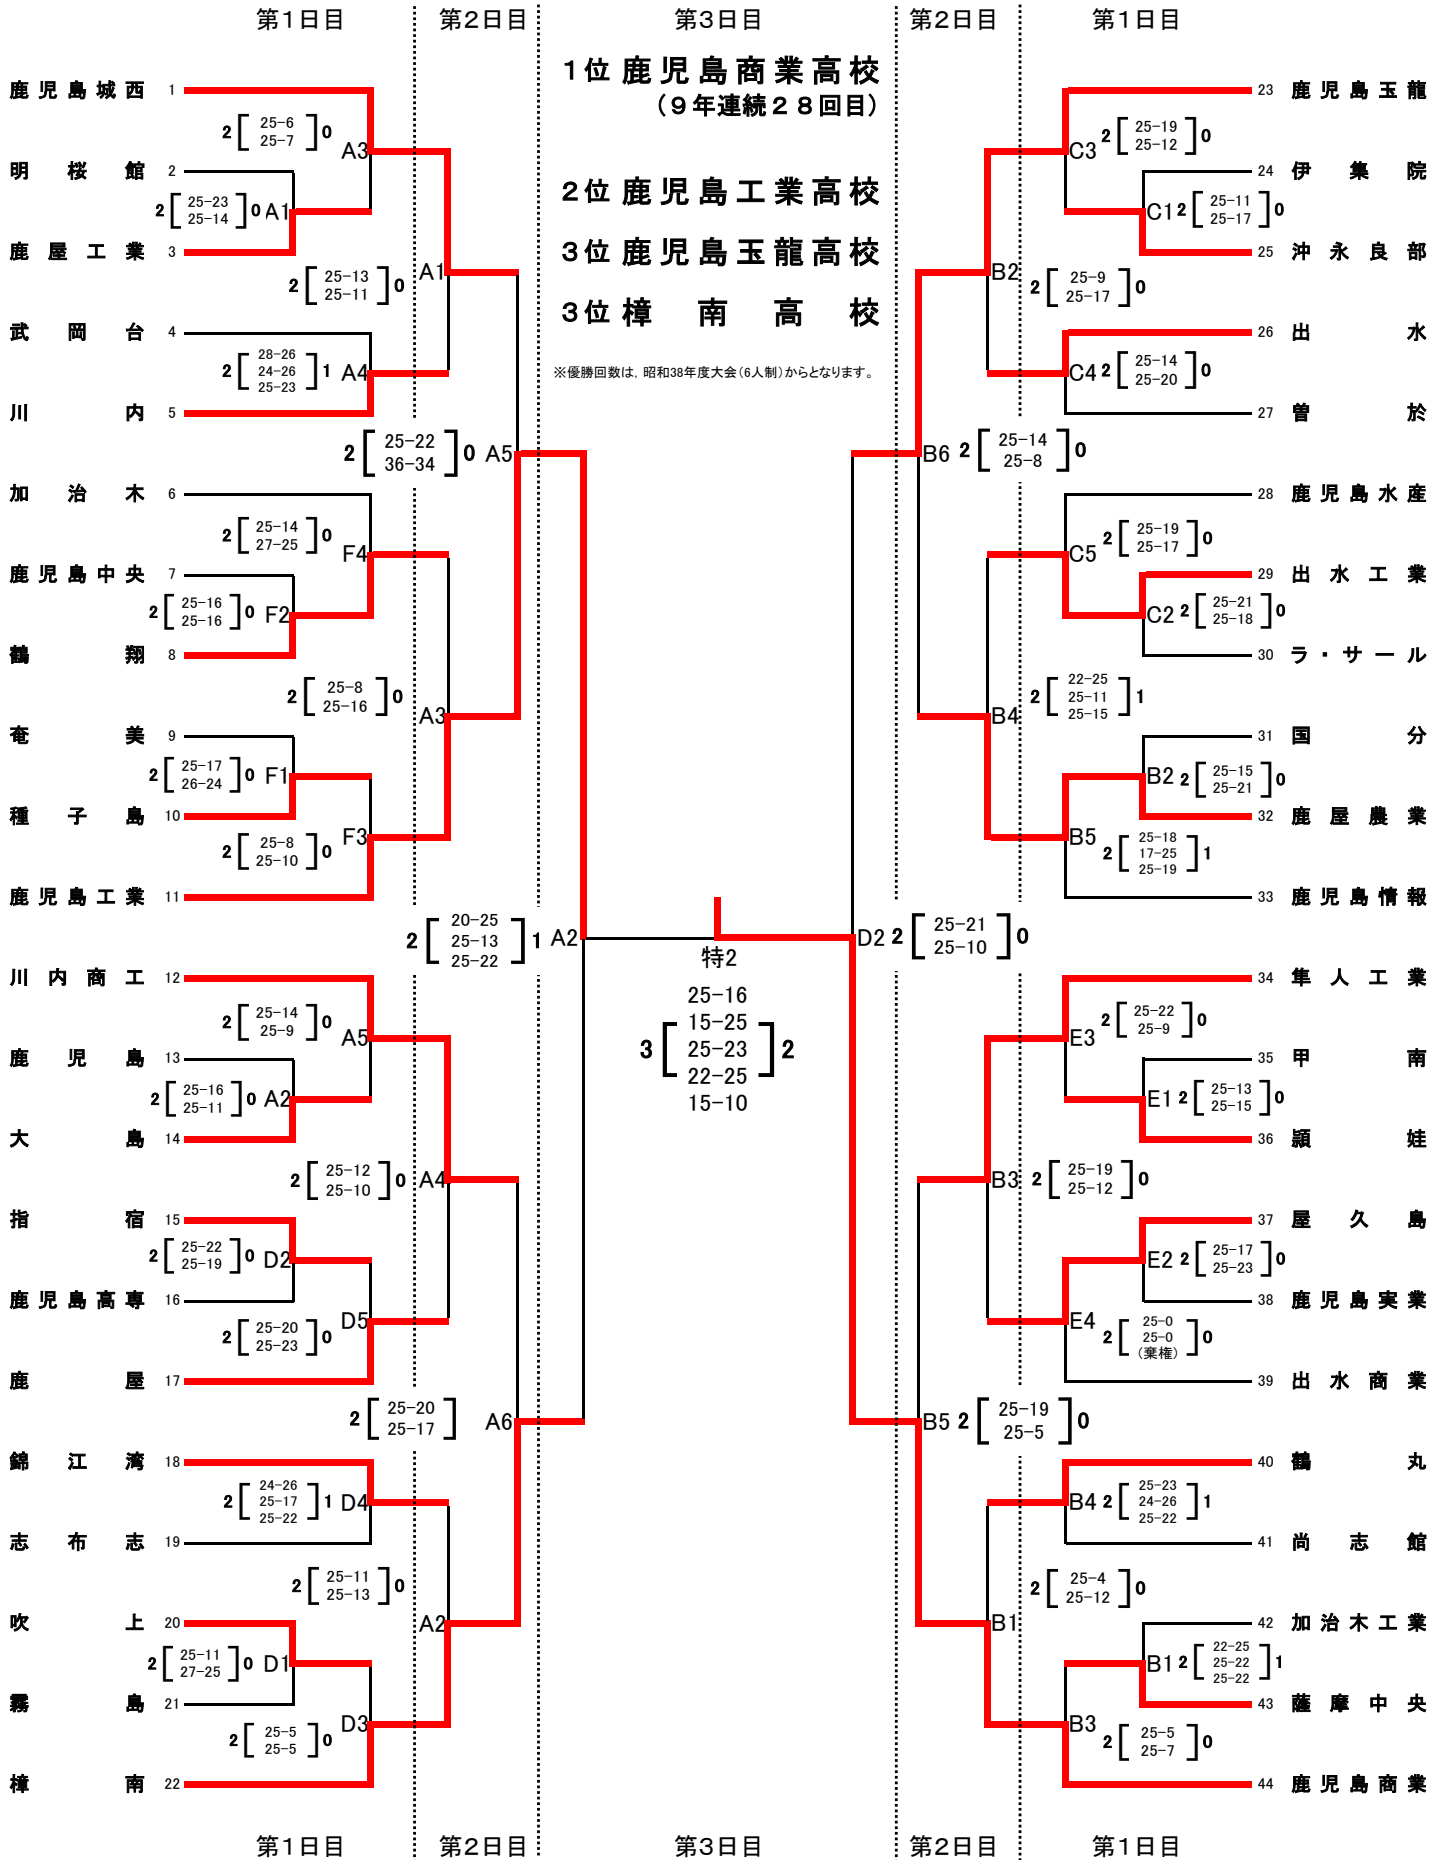 第1日目 第2日目 第3日目 第2日目 第1日目
1位 鹿児島商業高校
（9年連続28回目）
2位 鹿児島工業高校
3位 鹿児島玉龍高校
3位 樟南高校
※優勝回数は，昭和38年度大会（6人制）からとなります。
鹿児島城西 1
2 [ 25-6 ] 0
25-7
A3
明桜館 2
2 [ 25-23 ] 0 A1
25-14
鹿屋工業 3
2 [ 25-13 ] 0 A1
25-11
武岡台 4
28-26
2 [ 24-26 ] 1 A4
25-23
川内 5
2 [ 25-22 ] 0 A5
36-34
加治木 6
2 [ 25-14 ] 0 F4
27-25
鹿児島中央 7
2 [ 25-16 ] 0 F2
25-16
鶴翔 8
2 [ 25-8 ] 0 A3
25-16
奄美 9
2 [ 25-17 ] 0 F1
26-24
種子島 10
2 [ 25-8 ] 0 F3
25-10
鹿児島工業 11
20-25
2 [ 25-13 ] 1 A2
25-22
川内商工 12
2 [ 25-14 ] 0 A5
25-9
鹿児島 13
2 [ 25-16 ] 0 A2
25-11
大島 14
2 [ 25-12 ] 0 A4
25-10
指宿 15
2 [ 25-22 ] 0 D2
25-19
鹿児島高専 16
2 [ 25-20 ] 0 D5
25-23
鹿屋 17
2 [ 25-20 ] A6
25-17
錦江湾 18
24-26
2 [ 25-17 ] 1 D4
25-22
志布志 19
2 [ 25-11 ] 0 A2
25-13
吹上 20
2 [ 25-11 ] 0 D1
27-25
霧島 21
2 [ 25-5 ] 0 D3
25-5
樟南 22
特2
25-16
15-25
3 [ 25-23 ] 2
22-25
15-10
23 鹿児島玉龍
C3 2 [ 25-19 ] 0
25-12
24 伊集院
C1 2 [ 25-11 ] 0
25-17
25 沖永良部
B2 2 [ 25-9 ] 0
25-17
26 出水
C4 2 [ 25-14 ] 0
25-20
27 曽於
B6 2 [ 25-14 ] 0
25-8
28 鹿児島水産
C5 2 [ 25-19 ] 0
25-17
29 出水工業
C2 2 [ 25-21 ] 0
25-18
30 ラ・サール
22-25
B4 2 [ 25-11 ] 1
25-15
31 国分
B2 2 [ 25-15 ] 0
25-21
32 鹿屋農業
25-18
B5 2 [ 17-25 ] 1
25-19
33 鹿児島情報
D2 2 [ 25-21 ] 0
25-10
34 隼人工業
E3 2 [ 25-22 ] 0
25-9
35 甲南
E1 2 [ 25-13 ] 0
25-15
36 頴娃
B3 2 [ 25-19 ] 0
25-12
37 屋久島
E2 2 [ 25-17 ] 0
25-23
38 鹿児島実業
25-0
E4 2 [ 25-0 ] 0
（棄権）
39 出水商業
B5 2 [ 25-19 ] 0
25-5
40 鶴丸
25-23
B4 2 [ 24-26 ] 1
25-22
41 尚志館
B1 2 [ 25-4 ] 0
25-12
42 加治木工業
22-25
B1 2 [ 25-22 ] 1
25-22
43 薩摩中央
B3 2 [ 25-5 ] 0
25-7
44 鹿児島商業
第1日目 第2日目 第3日目 第2日目 第1日目